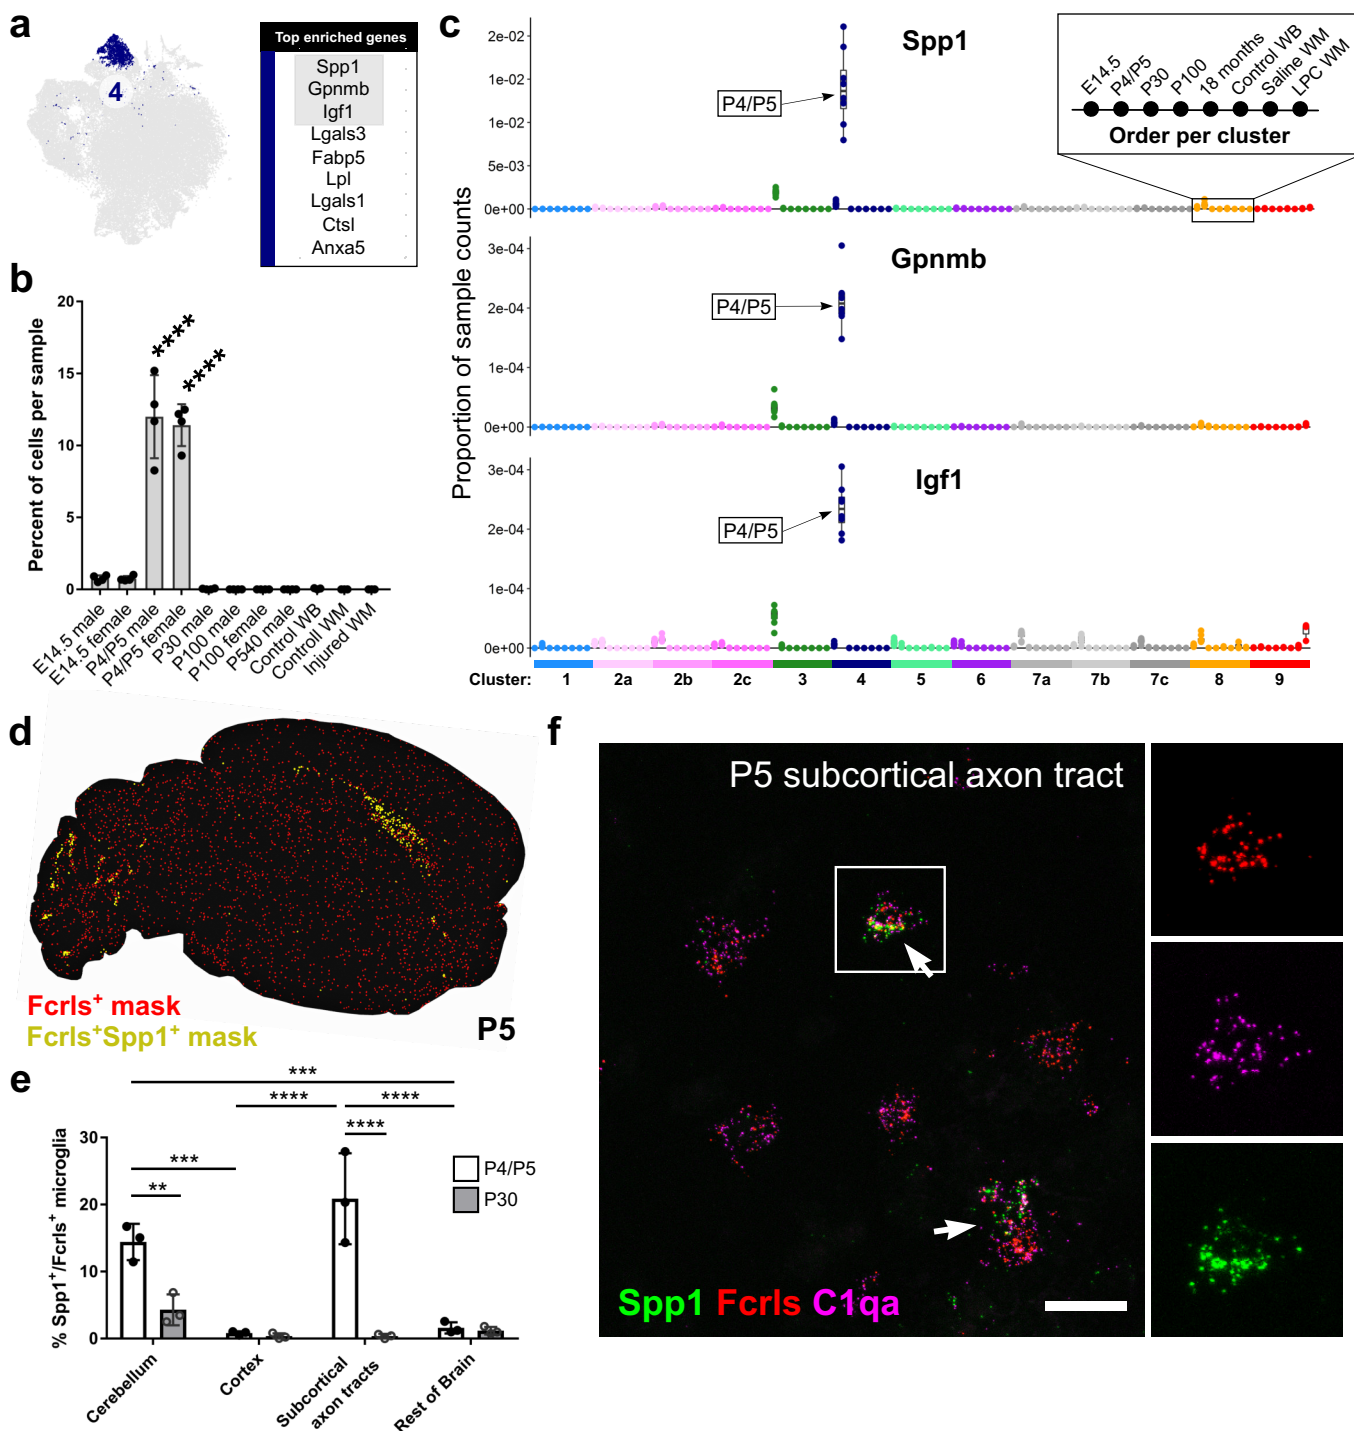 a
4
Top enriched genes
Spp1
Gpnmb
Igf1
Lgals3
Fabp5
Lpl
Lgals1
Ctsl
Anxa5
b
Percent of cells per sample
20
15
10
5
0
****
****
E14.5 male
E14.5 female
P4/P5 male
P4/P5 female
P30 male
P100 male
P100 female
P540 male
Control WB
Controll WM
Injured WM
c
Proportion of sample counts
Spp1
2e-02
1e-02
1e-02
5e-03
0e+00
P4/P5
E14.5
P4/P5
P30
P100
18 months
Control WB
Saline WM
LPC WM
Order per cluster
Gpnmb
3e-04
2e-04
1e-04
0e+00
P4/P5
Igf1
3e-04
2e-04
1e-04
0e+00
P4/P5
Cluster: 1 2a 2b 2c 3 4 5 6 7a 7b 7c 8 9
d
Fcrls+ mask
Fcrls+Spp1+ mask
P5
e
% Spp1+/Fcrls+ microglia
30
20
10
0
***
**** ****
****
***
**
P4/P5
P30
Cerebellum
Cortex
Subcortical
axon tracts
Rest of Brain
f
P5 subcortical axon tract
Spp1 Fcrls C1qa